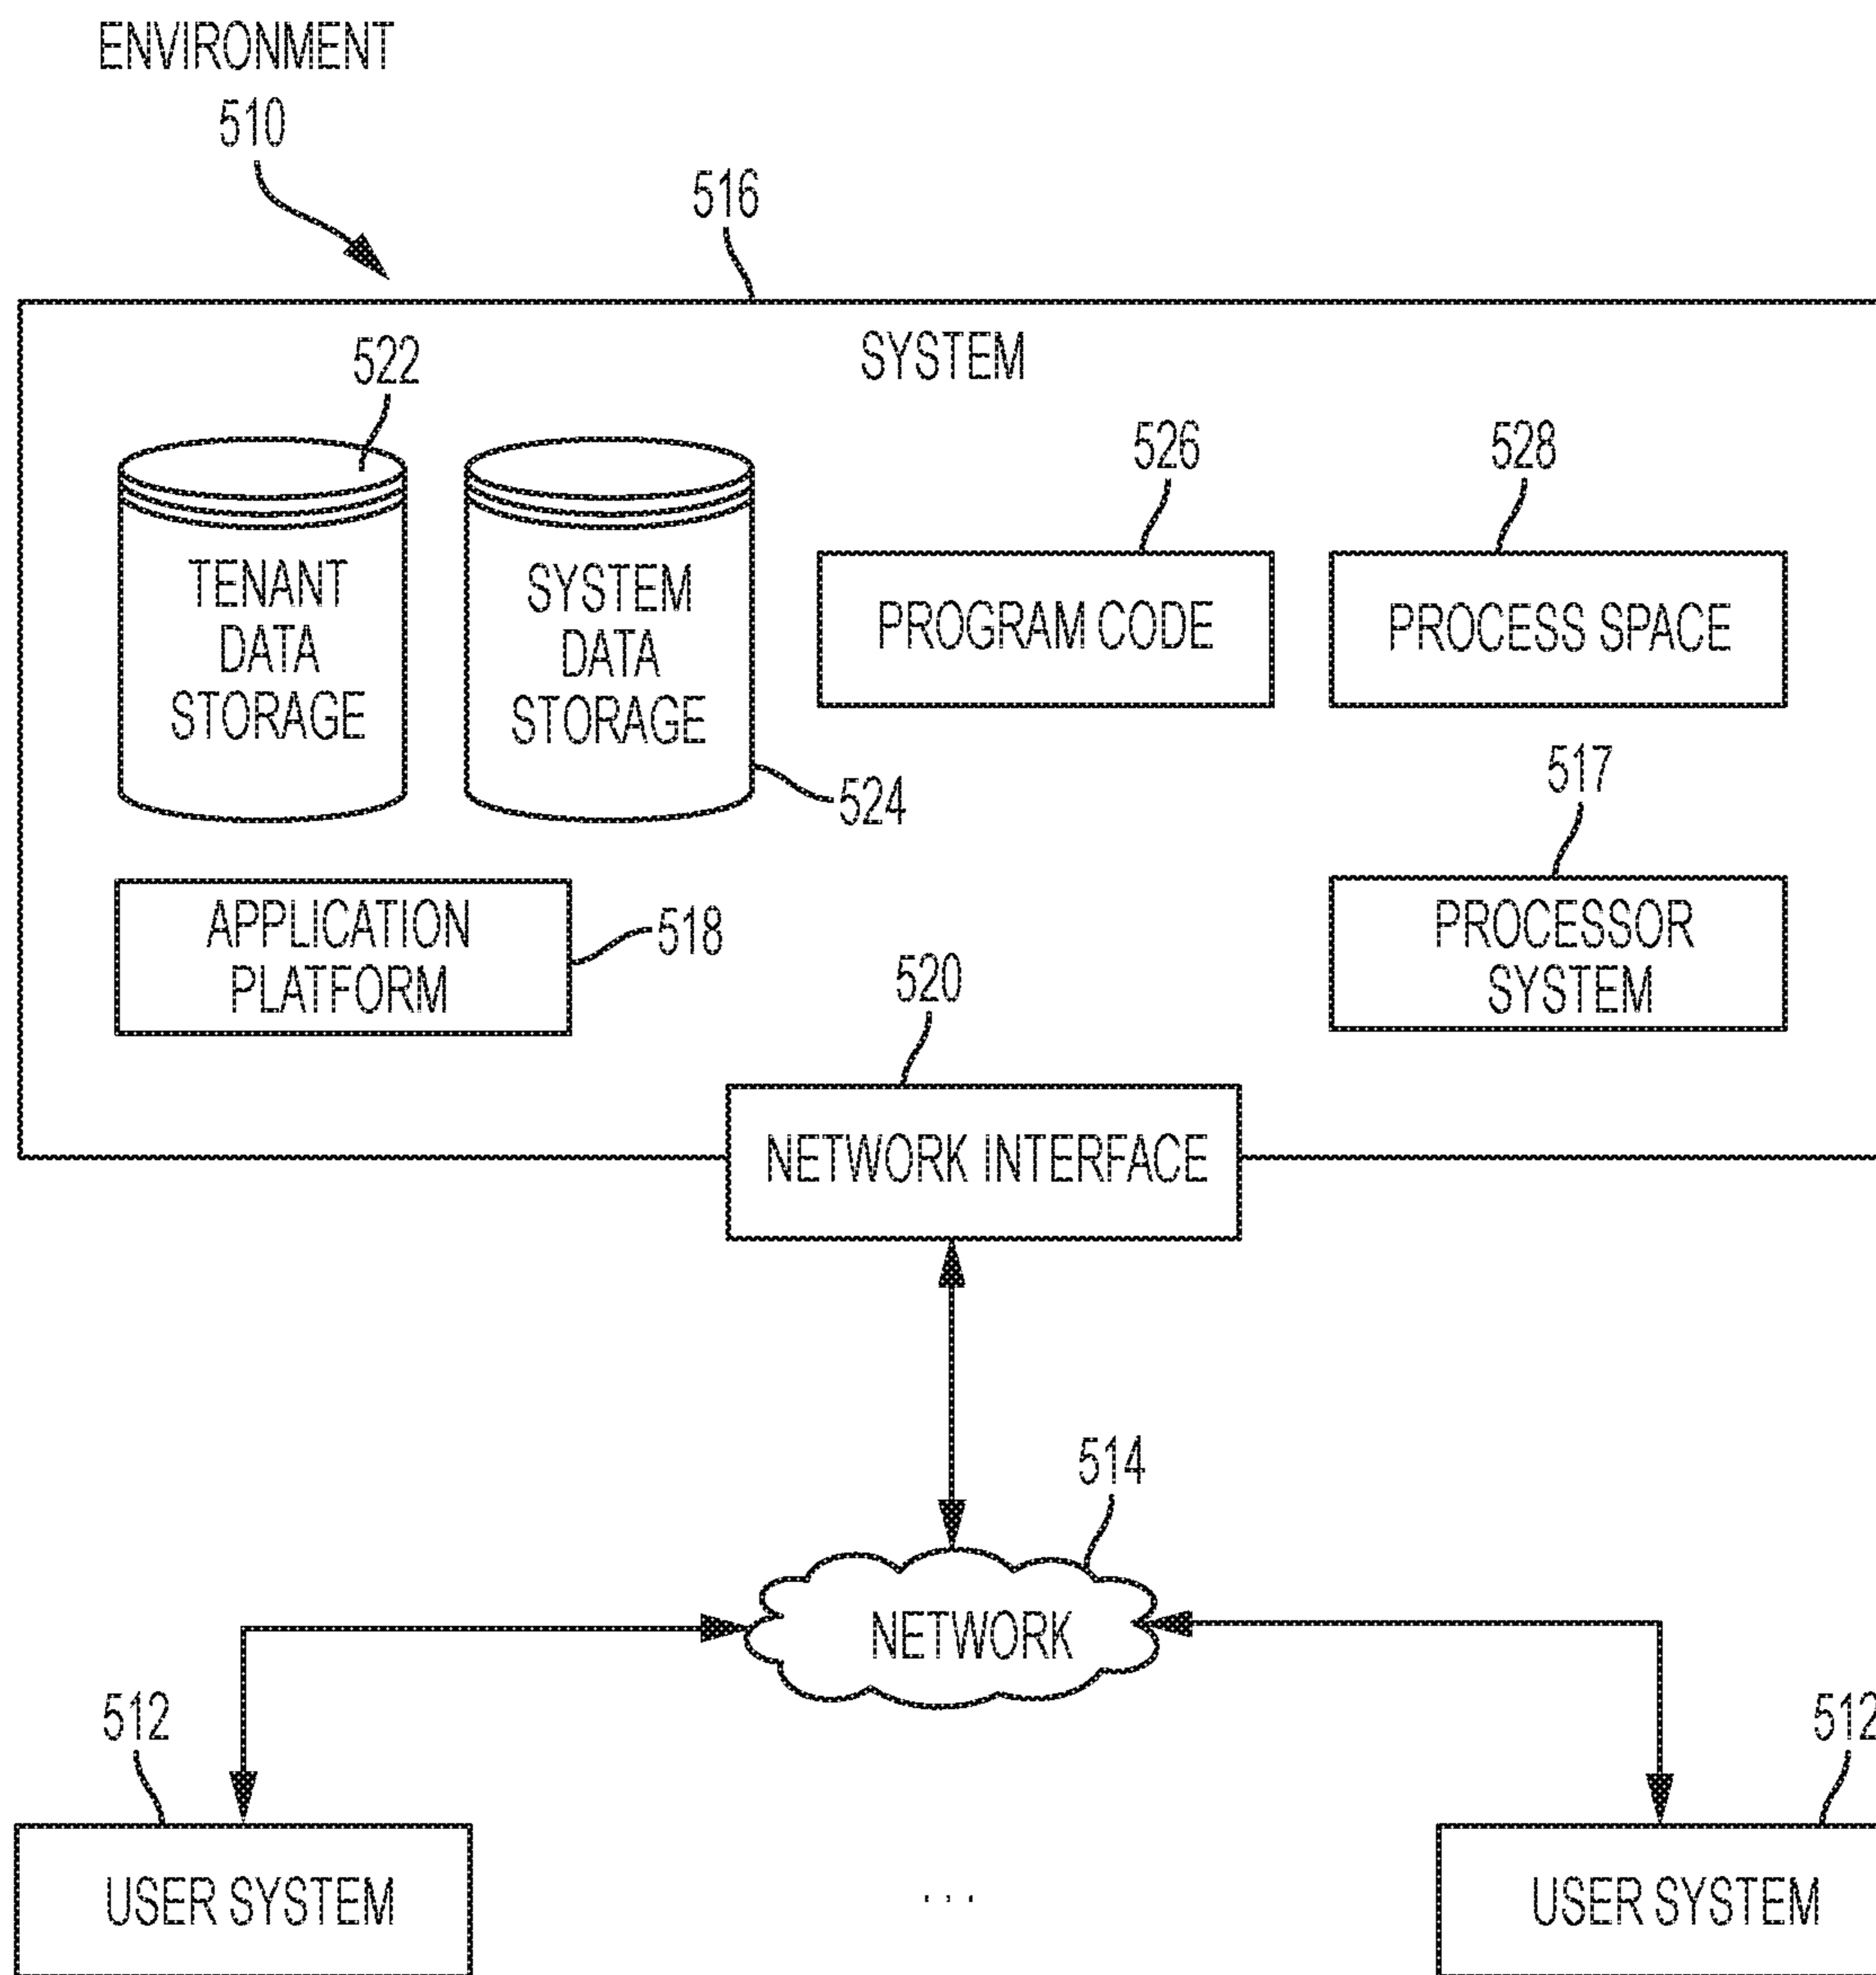 ENVIRONMENT
510
516
SYSTEM
522
526
528
TENANT
DATA
STORAGE
SYSTEM
DATA
STORAGE
524
PROGRAM CODE
PROCESS SPACE
517
APPLICATION
PLATFORM
518
PROCESSOR
SYSTEM
520
NETWORK INTERFACE
514
NETWORK
512
512
USER SYSTEM
. . .
USER SYSTEM